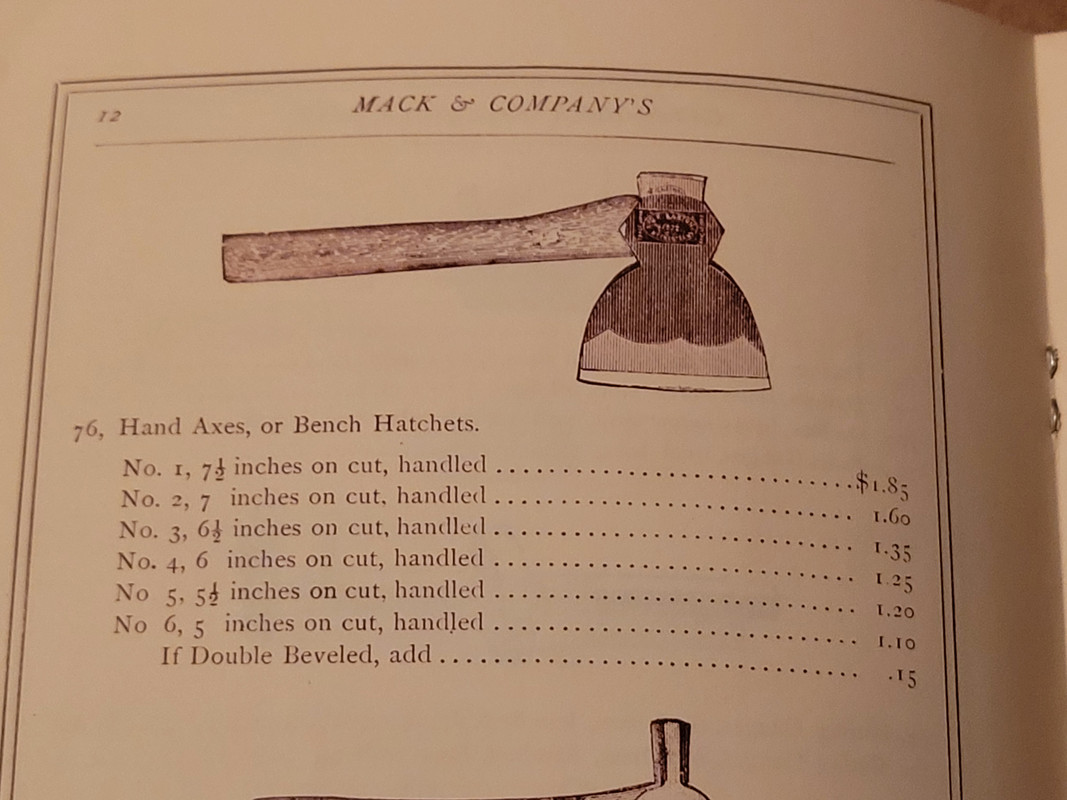 12
MACK & COMPANY'S
76, Hand Axes, or Bench Hatchets.
No. 1, 7½ inches on cut, handled ........................................ $1.85
No. 2, 7 inches on cut, handled ........................................ 1.60
No. 3, 6½ inches on cut, handled ........................................ 1.35
No. 4, 6 inches on cut, handled ........................................ 1.25
No 5, 5½ inches on cut, handled ........................................ 1.20
No 6, 5 inches on cut, handled ........................................ 1.10
If Double Beveled, add ........................................ .15